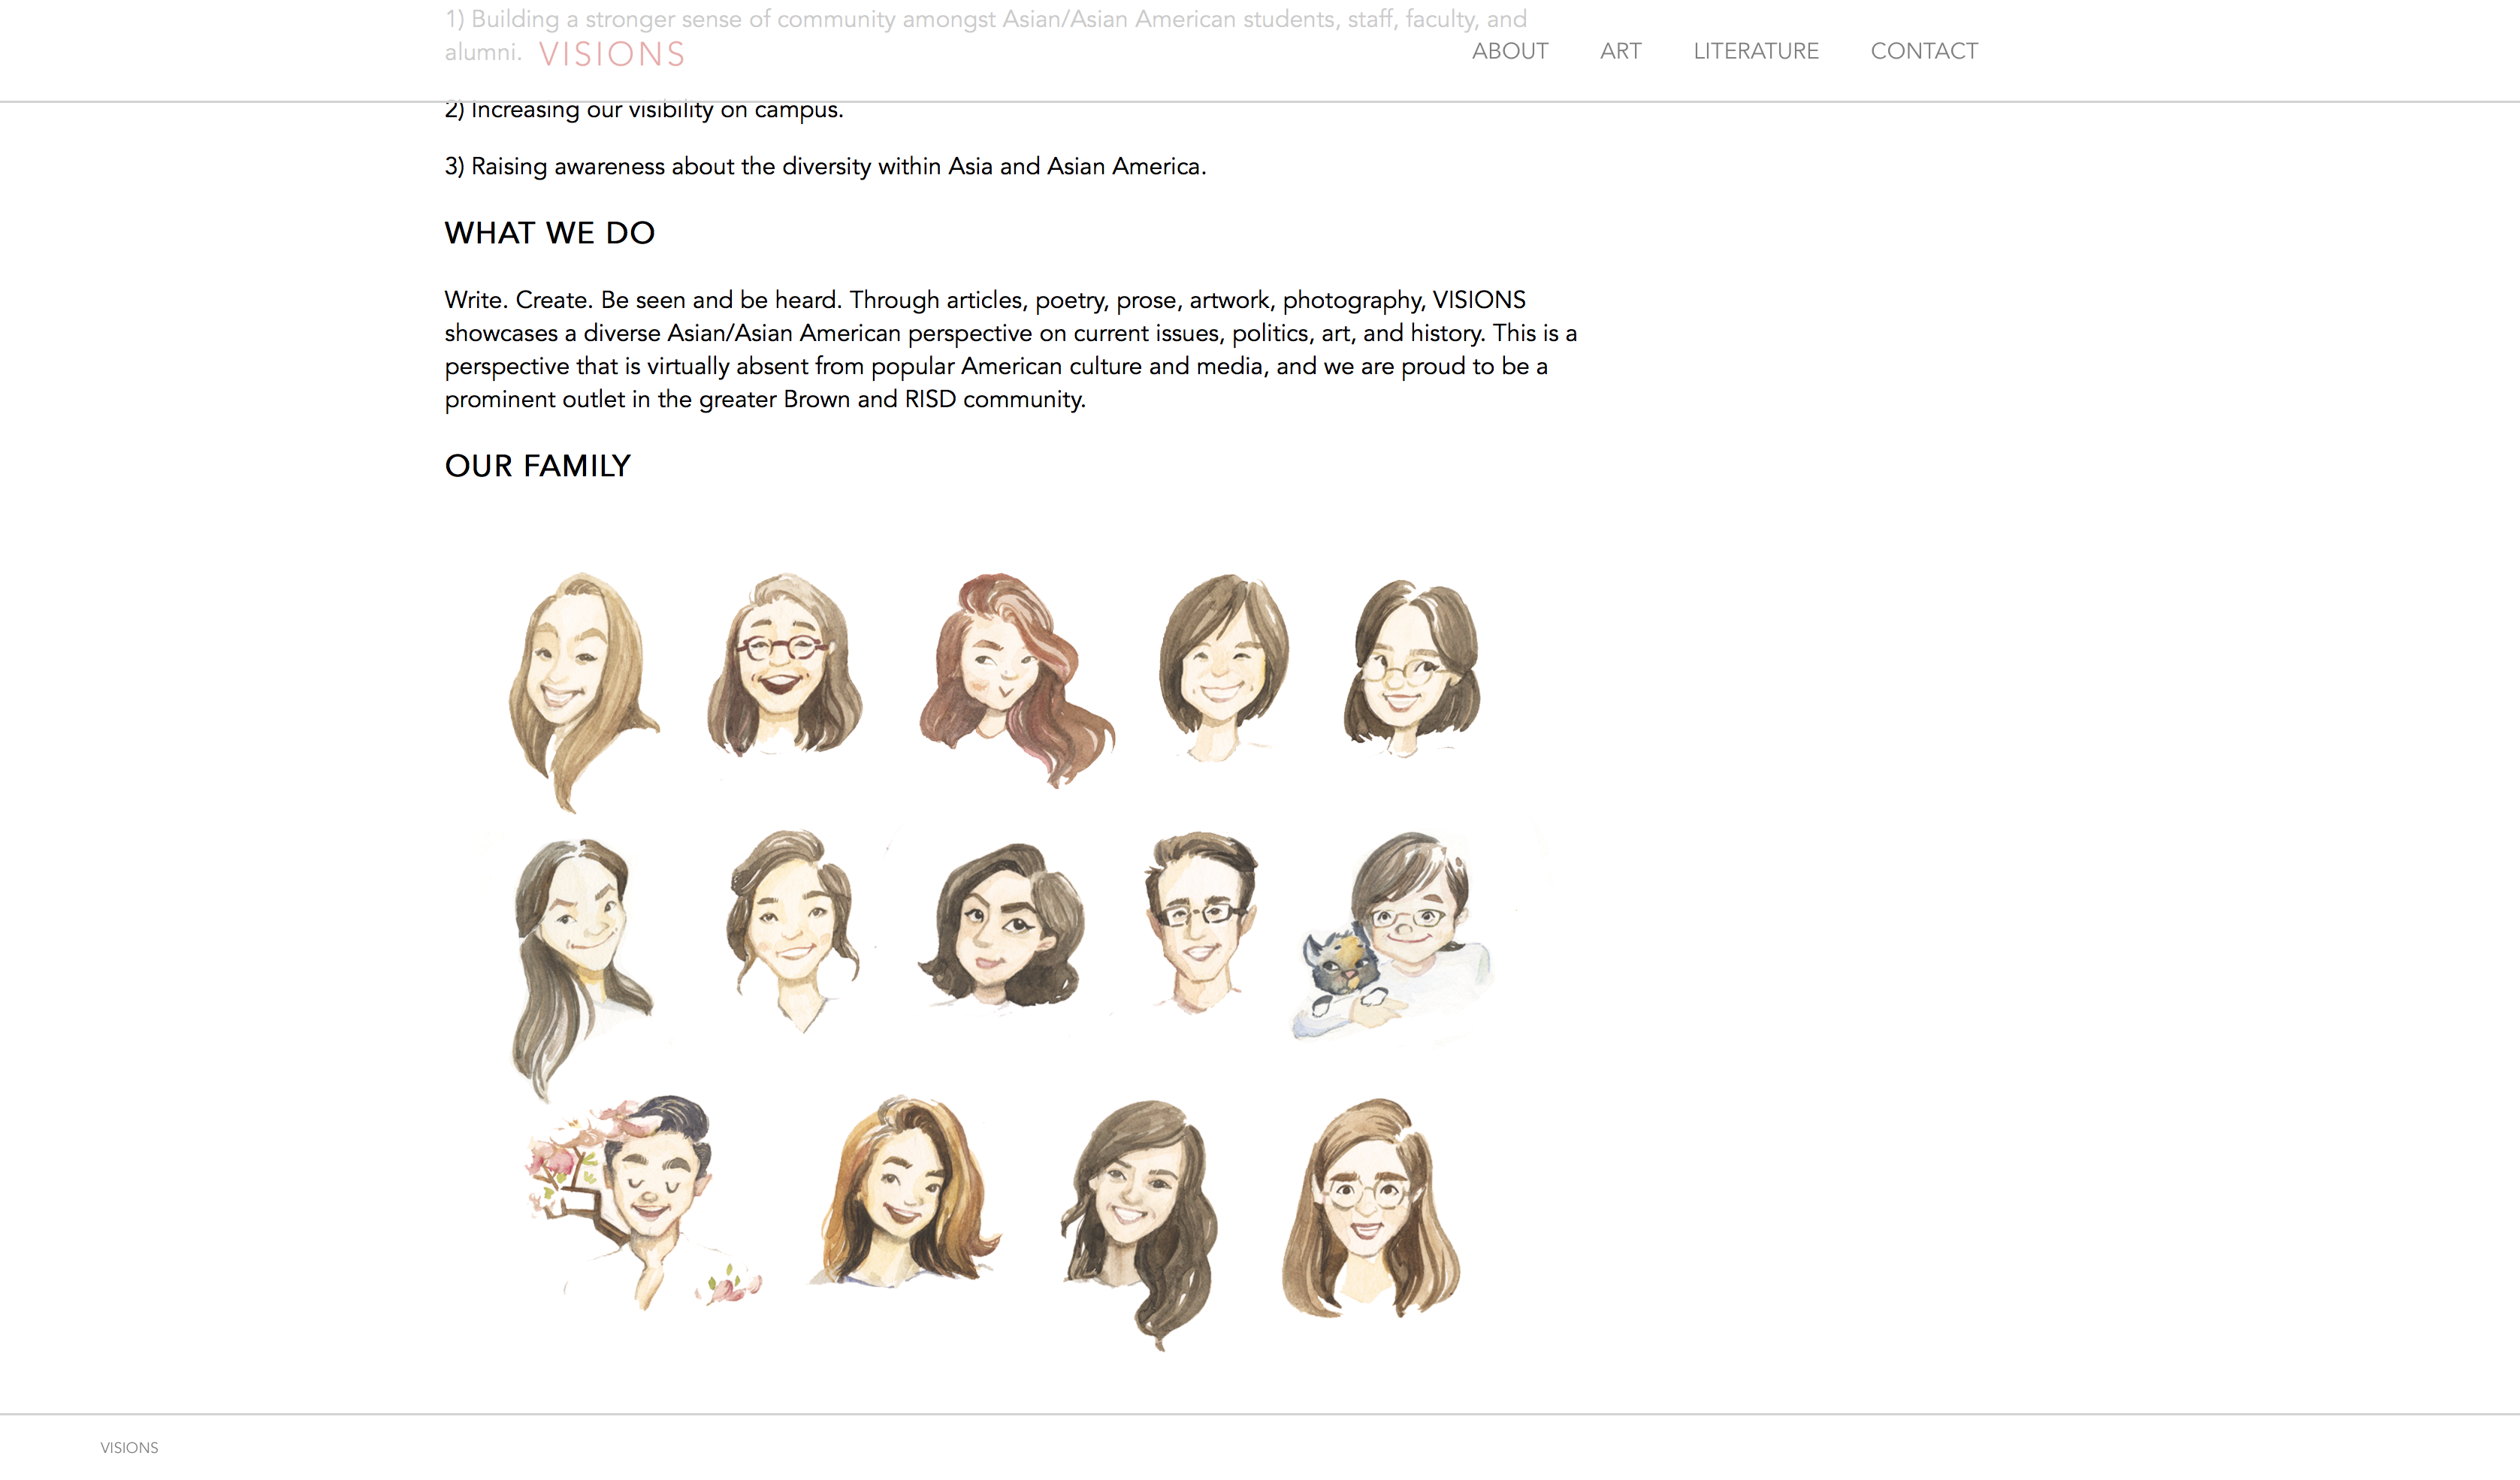 1) Building a stronger sense of community amongst Asian/Asian American students, staff, faculty, and
alumni.
VISIONS
ABOUT ART LITERATURE CONTACT
2) Increasing our visibility on campus.
3) Raising awareness about the diversity within Asia and Asian America.
WHAT WE DO
Write. Create. Be seen and be heard. Through articles, poetry, prose, artwork, photography, VISIONS
showcases a diverse Asian/Asian American perspective on current issues, politics, art, and history. This is a
perspective that is virtually absent from popular American culture and media, and we are proud to be a
prominent outlet in the greater Brown and RISD community.
OUR FAMILY
VISIONS